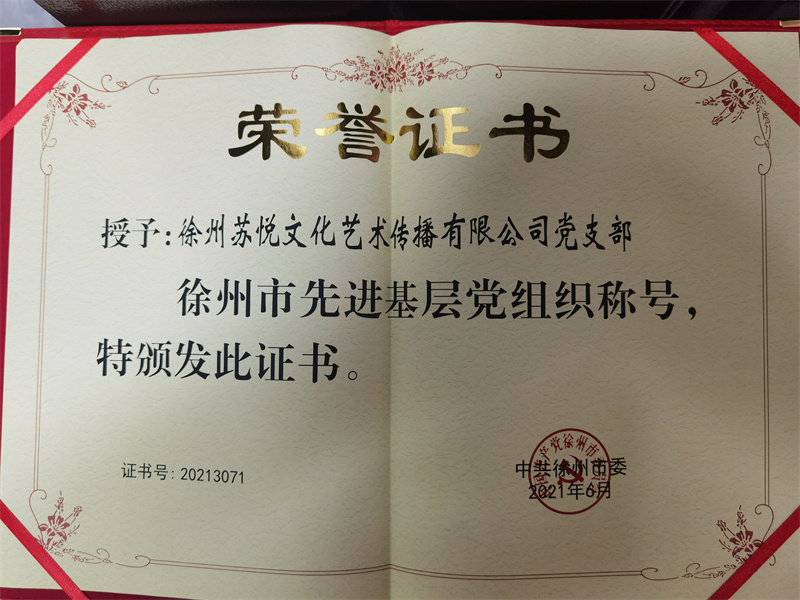 荣誉证书
授予:徐州苏悦文化艺术传播有限公司党支部
徐州市先进基层党组织称号，
特颁发此证书。
证书号: 20213071
中共徐州市委
2021年6月